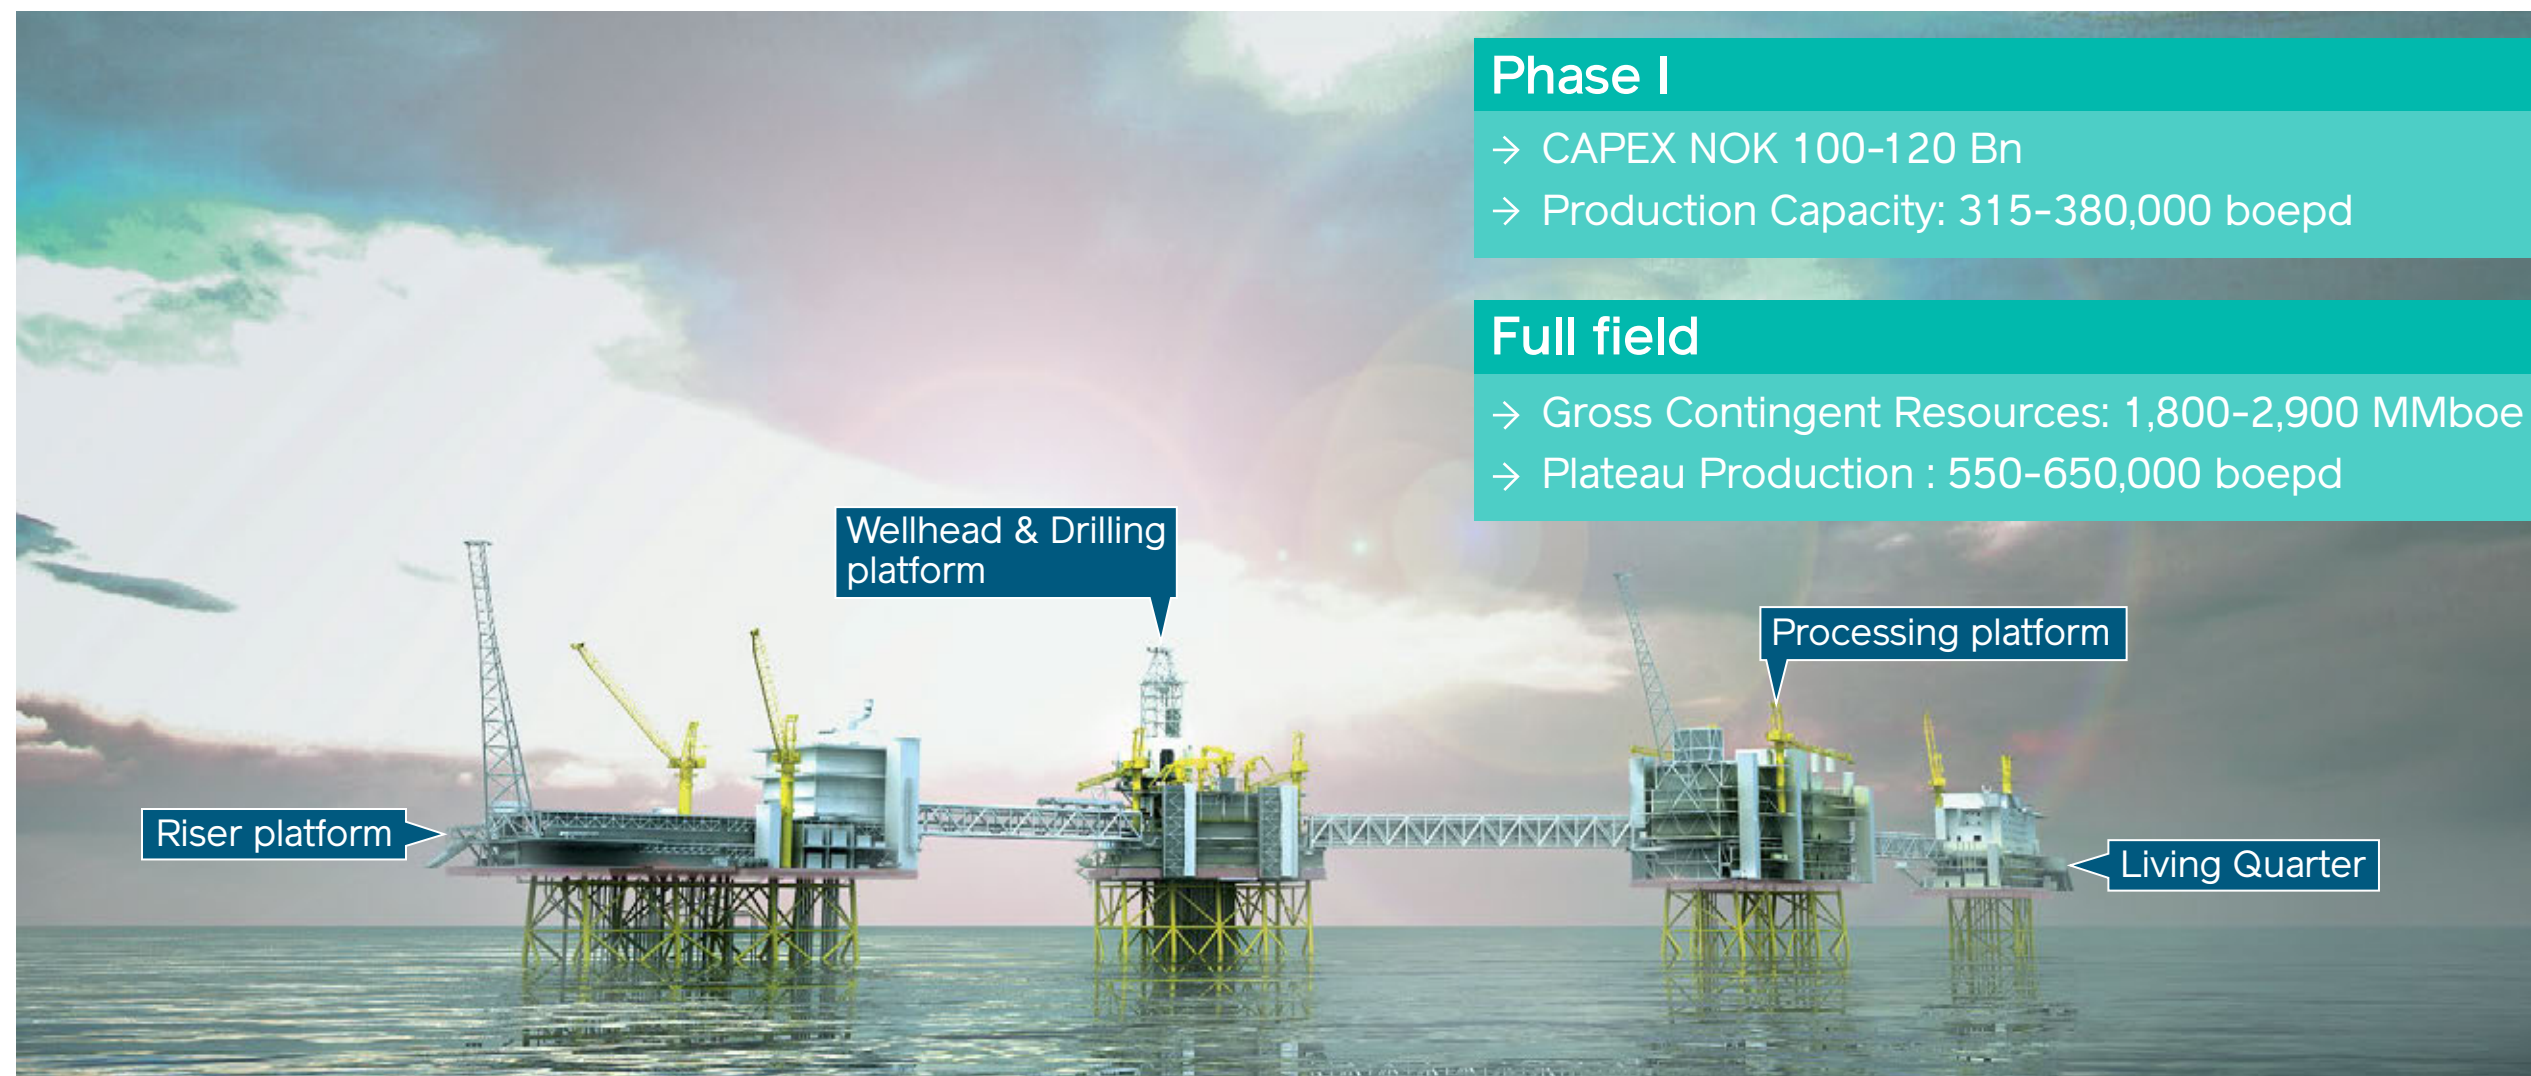 Phase I
→ CAPEX NOK 100-120 Bn
→ Production Capacity: 315-380,000 boepd
Full field
→ Gross Contingent Resources: 1,800-2,900 MMboe
→ Plateau Production : 550-650,000 boepd
Wellhead & Drilling
platform
Processing platform
Riser platform
Living Quarter